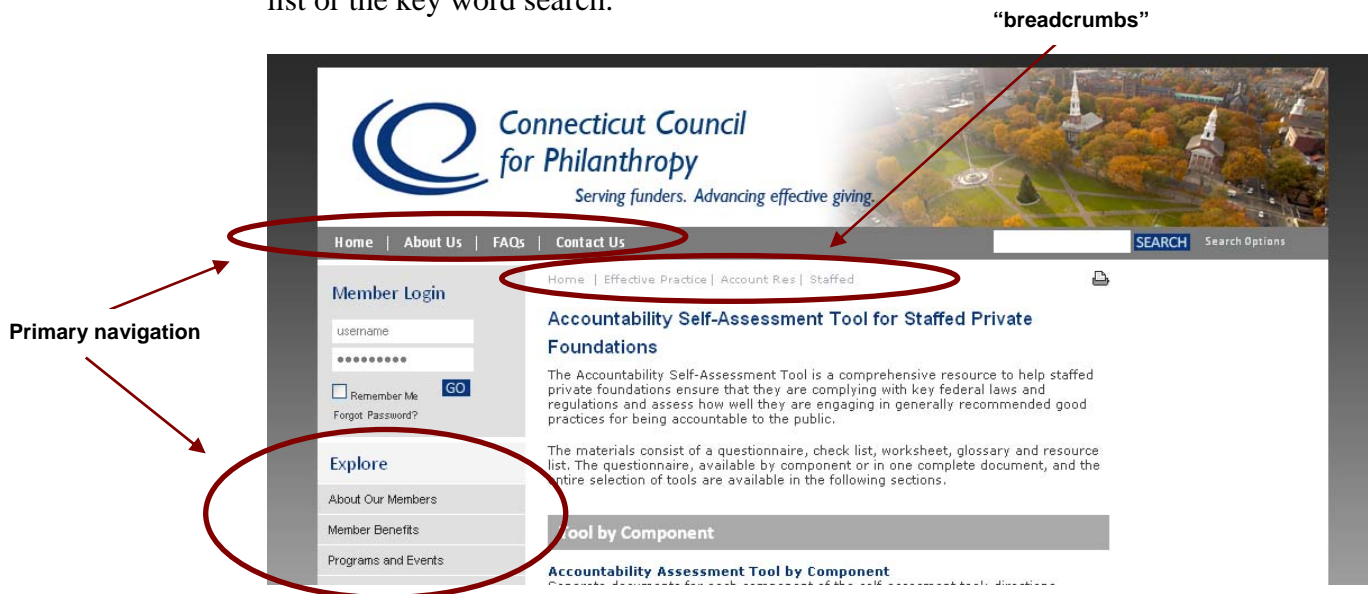 list or the key word search.
“breadcrumbs”
Connecticut Council
for Philanthropy
Serving funders. Advancing effective giving.
Home | About Us | FAQs | Contact Us
SEARCH Search Options
Home | Effective Practice | Account Res | Staffed
Member Login
username
Remember Me GO
Forgot Password?
Primary navigation
Explore
About Our Members
Member Benefits
Programs and Events
Accountability Self-Assessment Tool for Staffed Private
Foundations
The Accountability Self-Assessment Tool is a comprehensive resource to help staffed
private foundations ensure that they are complying with key federal laws and
regulations and assess how well they are engaging in generally recommended good
practices for being accountable to the public.
The materials consist of a questionnaire, check list, worksheet, glossary and resource
list. The questionnaire, available by component or in one complete document, and the
entire selection of tools are available in the following sections.
Tool by Component
Accountability Assessment Tool by Component